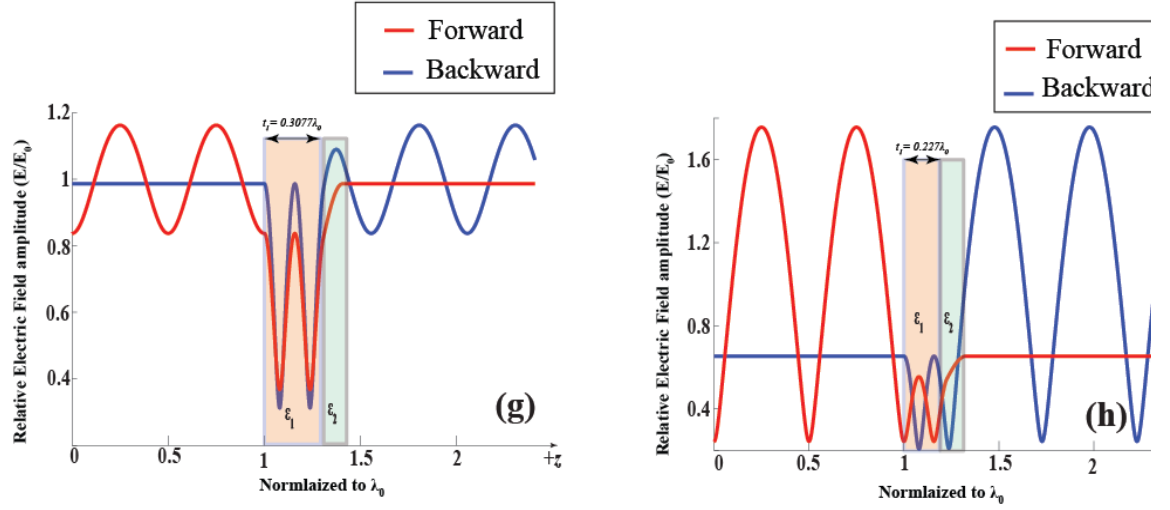 Forward
Backward
Relative Electric Field amplitude (E/E0)
1.2
1
0.8
0.6
0.4
t1= 0.3077λ0
ε1
ε2
(g)
0
0.5
1
1.5
2
+z
Normlaized to λ0
Forward
Backward
Relative Electric Field amplitude (E/E0)
1.6
1.2
0.8
0.4
t1= 0.227λ0
ε1
ε2
(h)
0
0.5
1
1.5
2
Normlaized to λ0